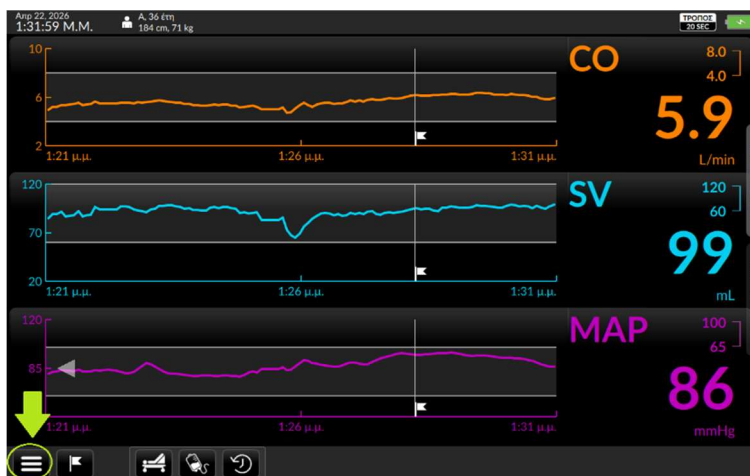 Απρ 22, 2026
1:31:59 Μ.Μ.
Α, 36 έτη
184 cm, 71 kg
ΤΡΟΠΟΣ
20 SEC
10
6
2
1:21 μ.μ.
1:26 μ.μ.
1:31 μ.μ.
CO
8.0
4.0
5.9
L/min
120
70
20
1:21 μ.μ.
1:26 μ.μ.
1:31 μ.μ.
SV
120
60
99
mL
120
85
1:21 μ.μ.
1:26 μ.μ.
1:31 μ.μ.
MAP
100
65
86
mmHg